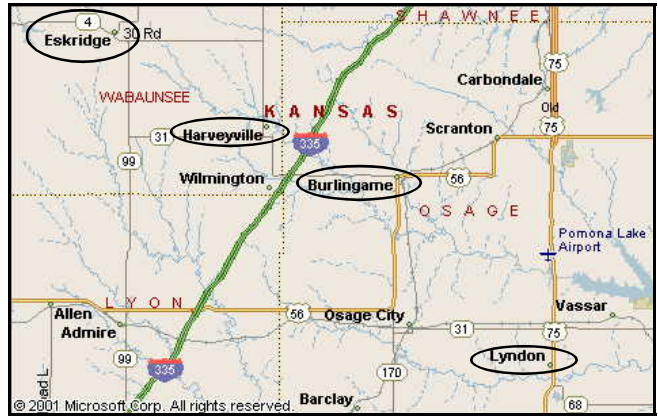 SHAWNEE
4
30 Rd
Eskridge
75
Carbondale
WABAUNSEE
KANSAS
Old
75
31
Harveyville
335
Scranton
99
Wilmington
Burlingame
56
OSAGE
Pomona Lake
Airport
LYON
Allen
56
Osage City
Vassar
Admire
31
75
99
335
Lyndon
170
ad L
Barclay
68
© 2001 Microsoft Corp. All rights reserved.